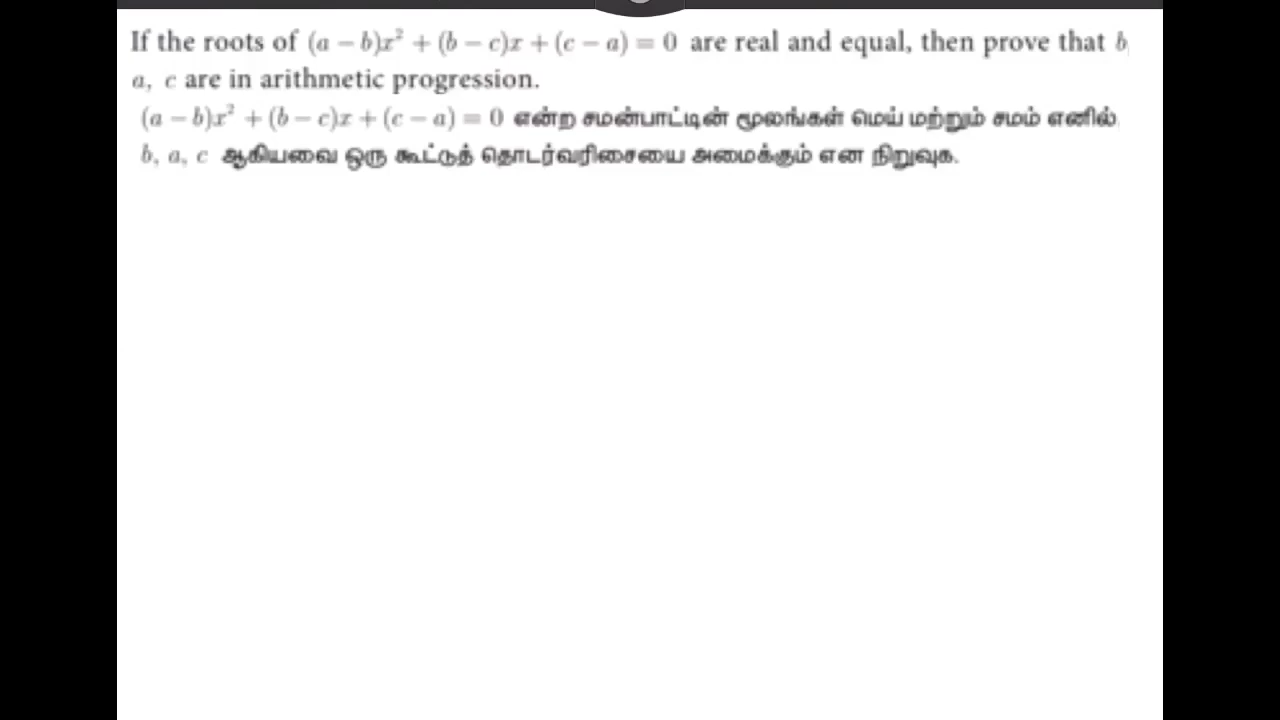 If the roots of (a − b)x² + (b − c)x + (c − a) = 0 are real and equal, then prove that b,
a, c are in arithmetic progression.
(a − b)x² + (b − c)x + (c − a) = 0 என்ற சமன்பாட்டின் மூலங்கள் மெய் மற்றும் சமம் எனில்
b, a, c ஆகியவை ஒரு கூட்டுத் தொடர்வரிசையை அமைக்கும் என நிறுவுக.